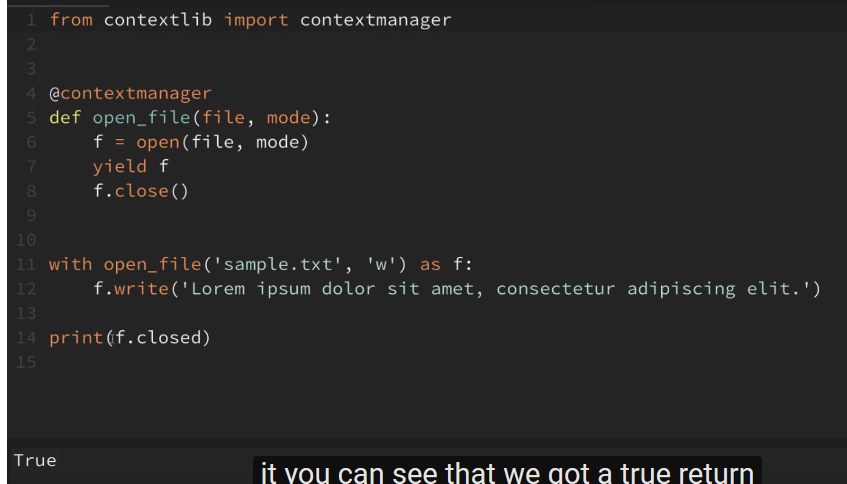 1 from contextlib import contextmanager
2
3
4 @contextmanager
5 def open_file(file, mode):
6     f = open(file, mode)
7     yield f
8     f.close()
9
10
11 with open_file('sample.txt', 'w') as f:
12     f.write('Lorem ipsum dolor sit amet, consectetur adipiscing elit.')
13
14 print(f.closed)
15
True
it you can see that we got a true return